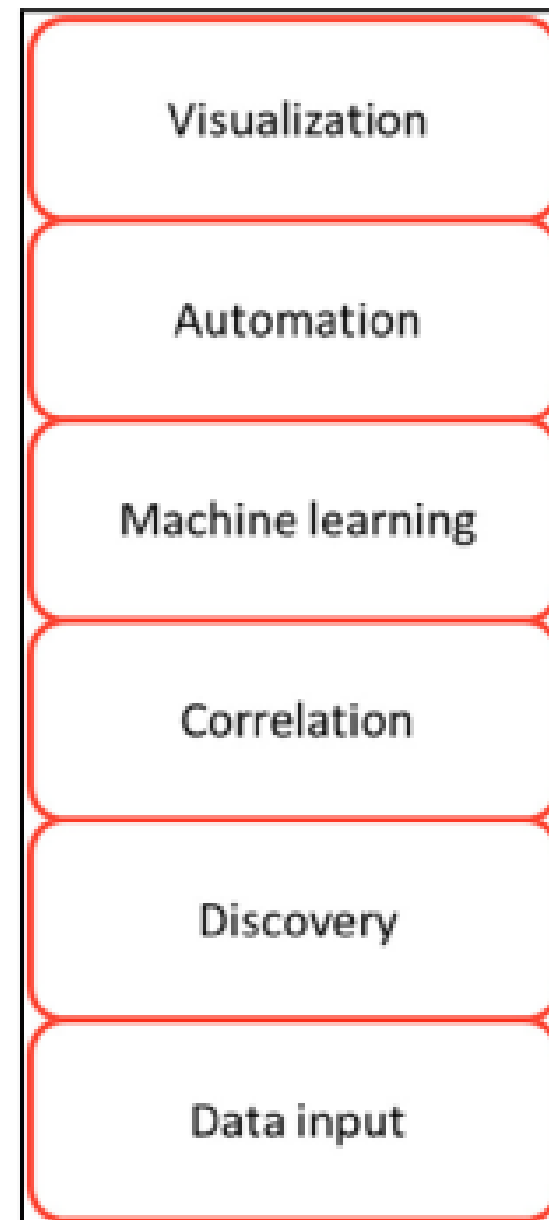 Visualization
Automation
Machine learning
Correlation
Discovery
Data input